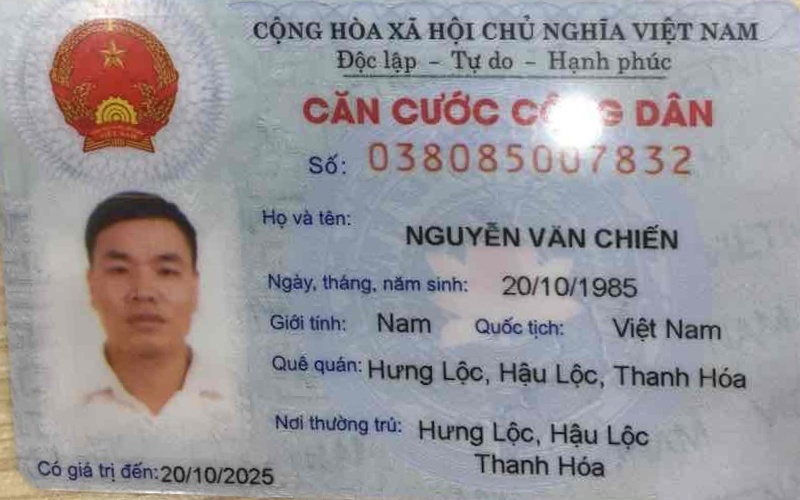 CỘNG HÒA XÃ HỘI CHỦ NGHĨA VIỆT NAM
Độc lập - Tự do - Hạnh phúc
CĂN CƯỚC CÔNG DÂN
Số: 038085007832
Họ và tên:
NGUYỄN VĂN CHIẾN
Ngày, tháng, năm sinh: 20/10/1985
Giới tính: Nam Quốc tịch: Việt Nam
Quê quán: Hưng Lộc, Hậu Lộc, Thanh Hóa
Nơi thường trú: Hưng Lộc, Hậu Lộc
Thanh Hóa
Có giá trị đến: 20/10/2025